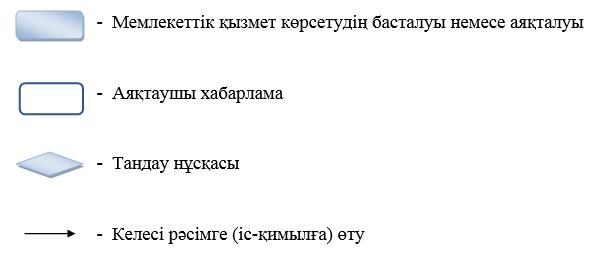 - Мемлекеттік қызмет көрсетудің басталуы немесе аяқталуы
- Аяқтаушы хабарлама
- Таңдау нұсқасы
- Келесі рәсімге (іс-қимылға) өту